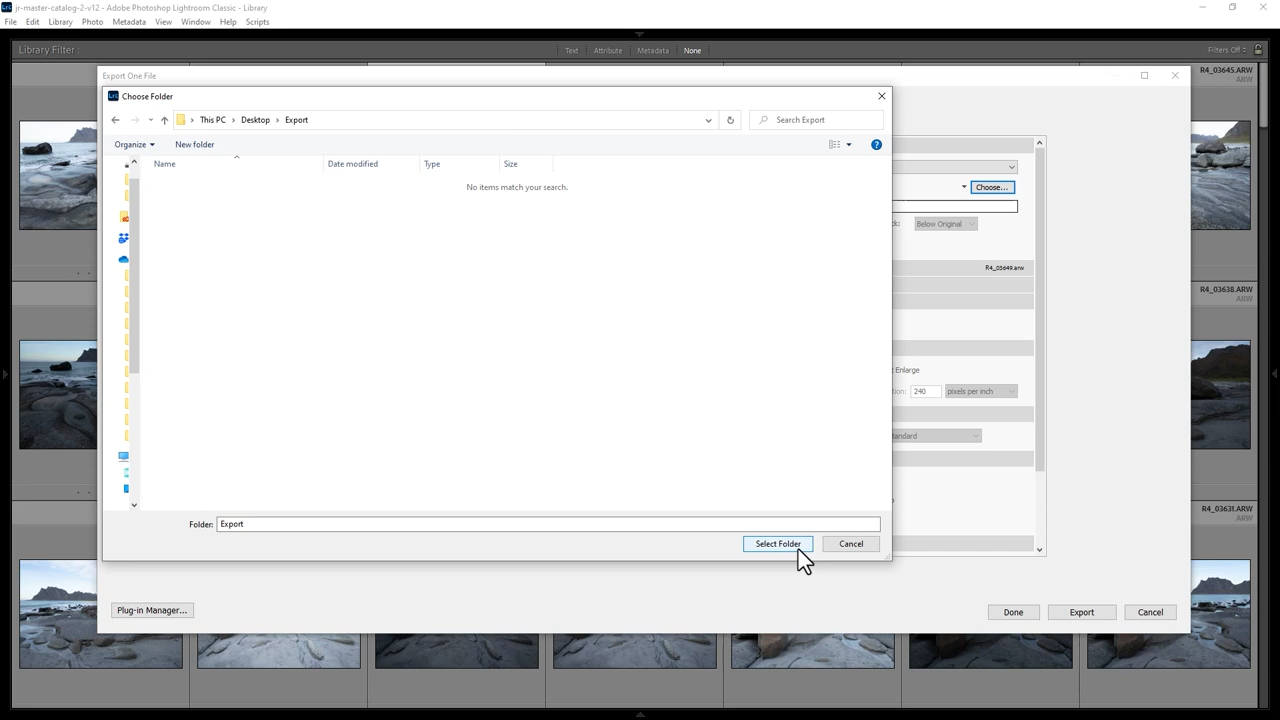 jr-master-catalog-2-v12 - Adobe Photoshop Lightroom Classic - Library
File Edit Library Photo Metadata View Window Help Scripts
Library Filter :
Text Attribute Metadata None
Filters Off
R4_03645.ARW
ARW
Export One File
LrC Choose Folder
This PC > Desktop > Export
Search Export
Organize
New folder
Name Date modified Type Size
No items match your search.
Choose...
Below Original
R4_03649.arw
R4_03638.ARW
ARW
Enlarge
240 pixels per inch
R4_03631.ARW
ARW
Folder: Export
Select Folder Cancel
Plug-in Manager...
Done Export Cancel